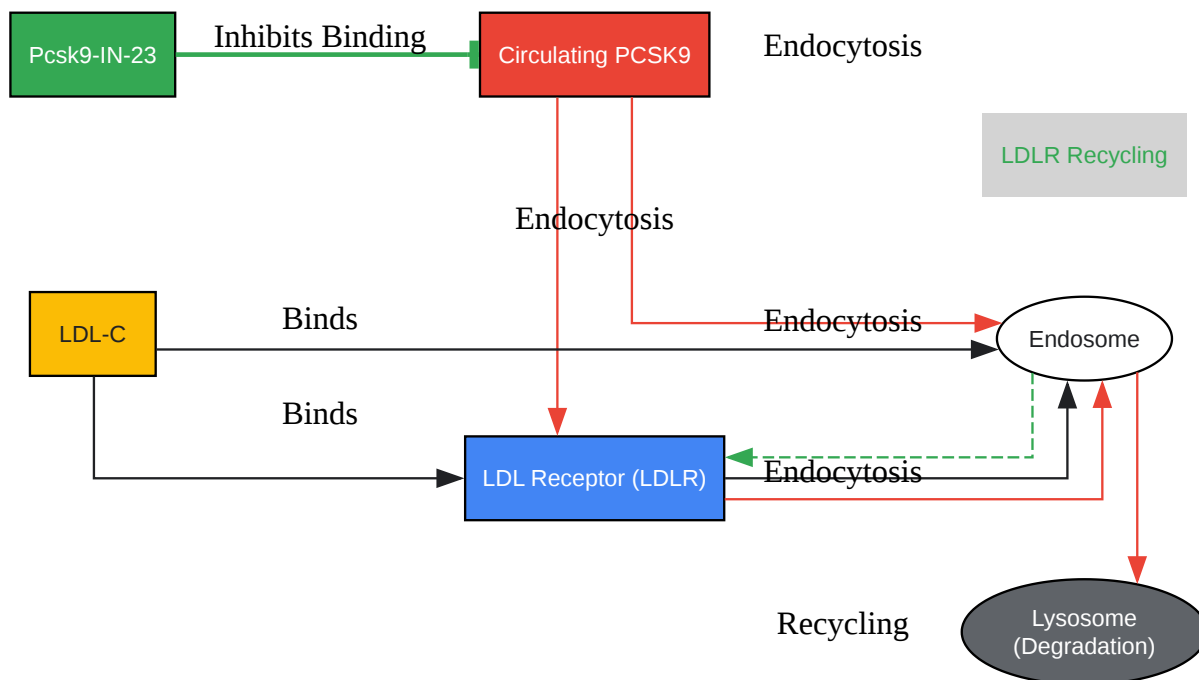 Pcsk9-IN-23
Inhibits Binding
Circulating PCSK9
Endocytosis
LDLR Recycling
Endocytosis
LDL-C
Binds
Endocytosis
Endosome
Binds
LDL Receptor (LDLR)
Endocytosis
Recycling
Lysosome
(Degradation)